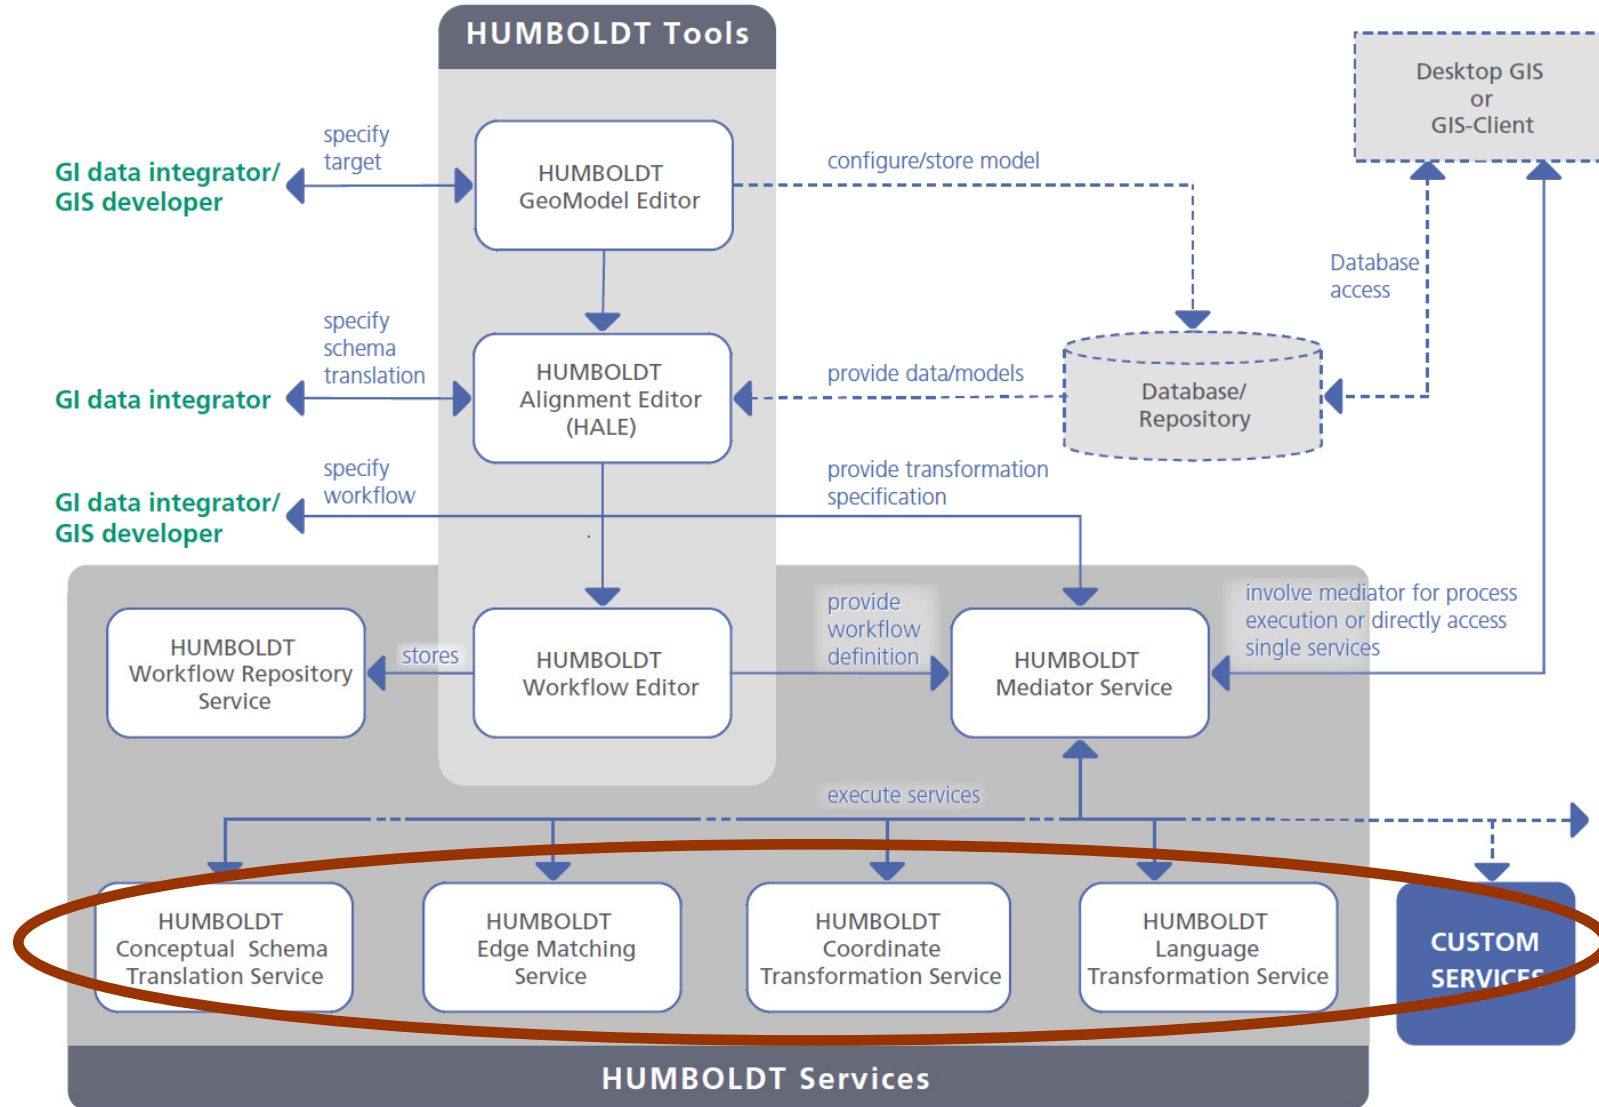 HUMBOLDT Tools
Desktop GIS
or
GIS-Client
specify
target
GI data integrator/
GIS developer
HUMBOLDT
GeoModel Editor
configure/store model
Database
access
specify
schema
translation
GI data integrator
HUMBOLDT
Alignment Editor
(HALE)
provide data/models
Database/
Repository
specify
workflow
GI data integrator/
GIS developer
provide transformation
specification
HUMBOLDT
Workflow Repository
Service
stores
HUMBOLDT
Workflow Editor
provide
workflow
definition
HUMBOLDT
Mediator Service
involve mediator for process
execution or directly access
single services
execute services
HUMBOLDT
Conceptual Schema
Translation Service
HUMBOLDT
Edge Matching
Service
HUMBOLDT
Coordinate
Transformation Service
HUMBOLDT
Language
Transformation Service
CUSTOM
SERVICES
HUMBOLDT Services